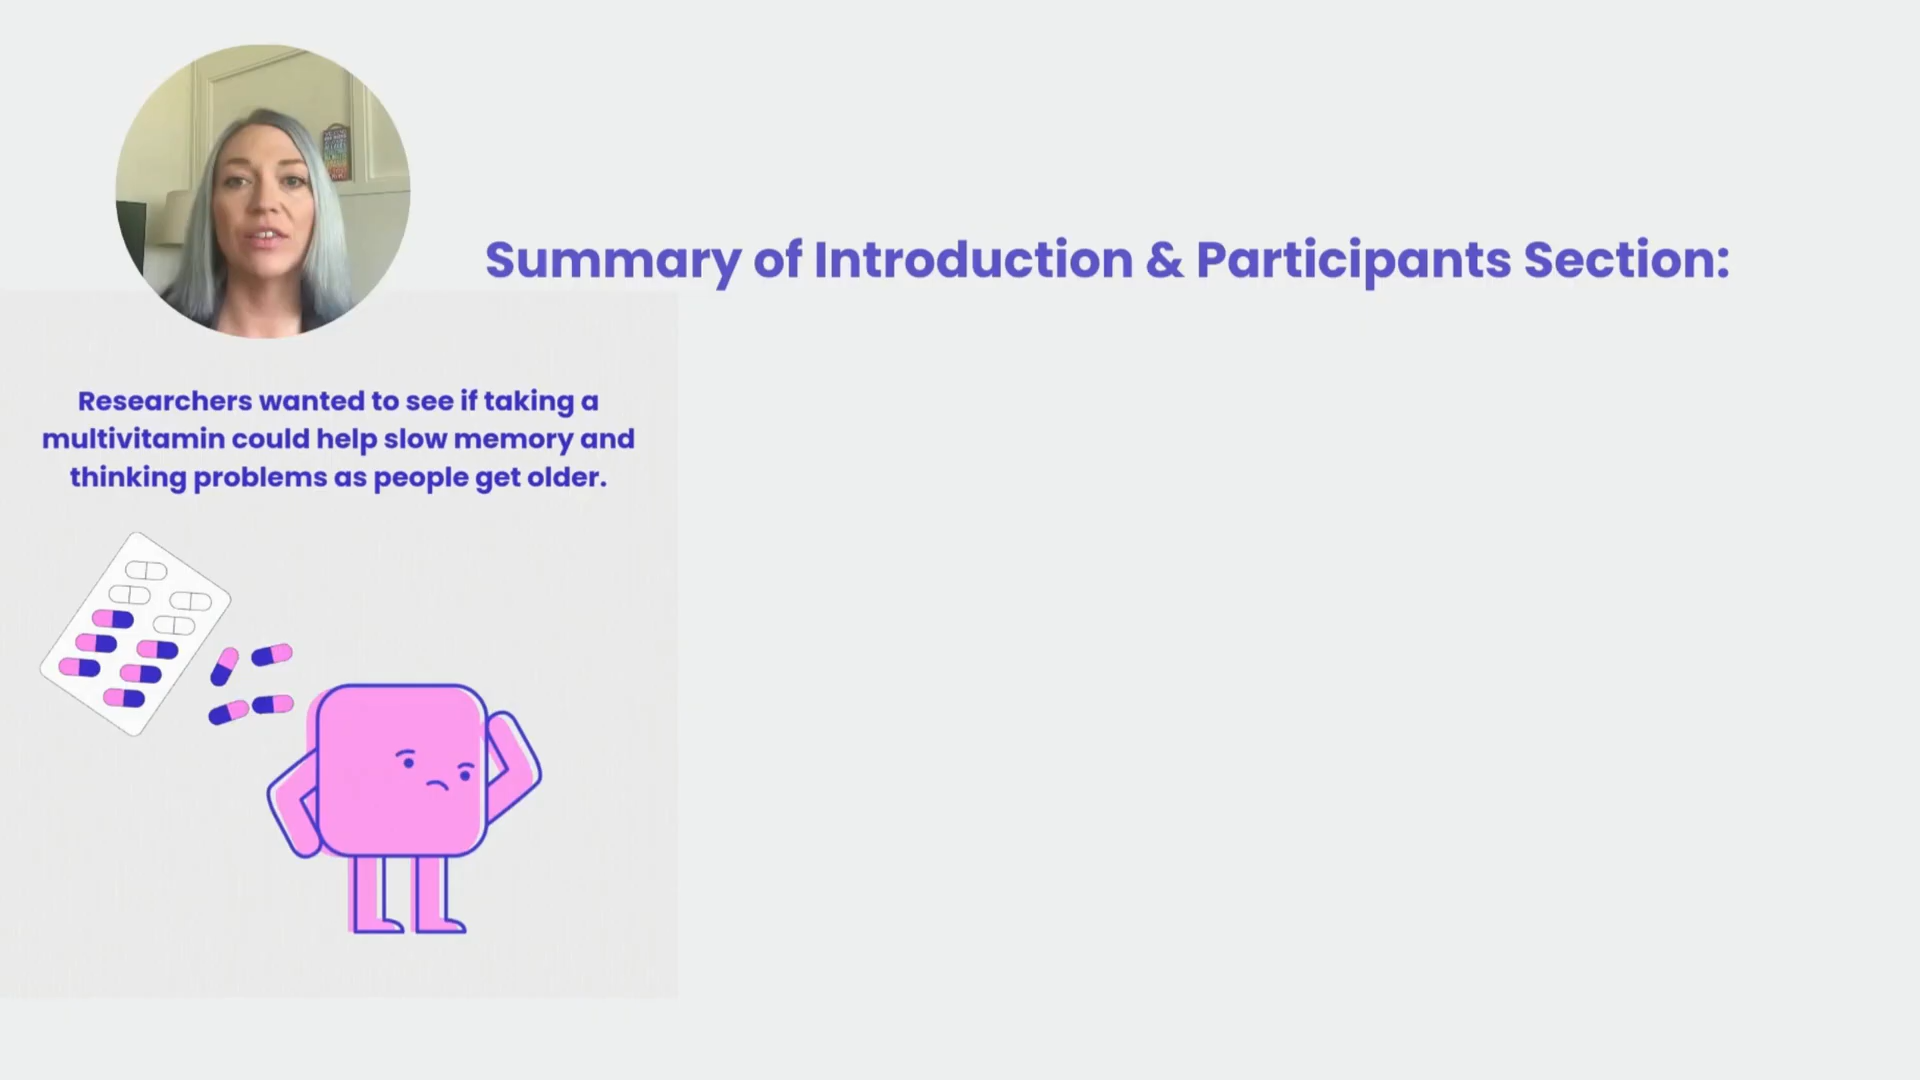 Summary of Introduction & Participants Section:
Researchers wanted to see if taking a
multivitamin could help slow memory and
thinking problems as people get older.